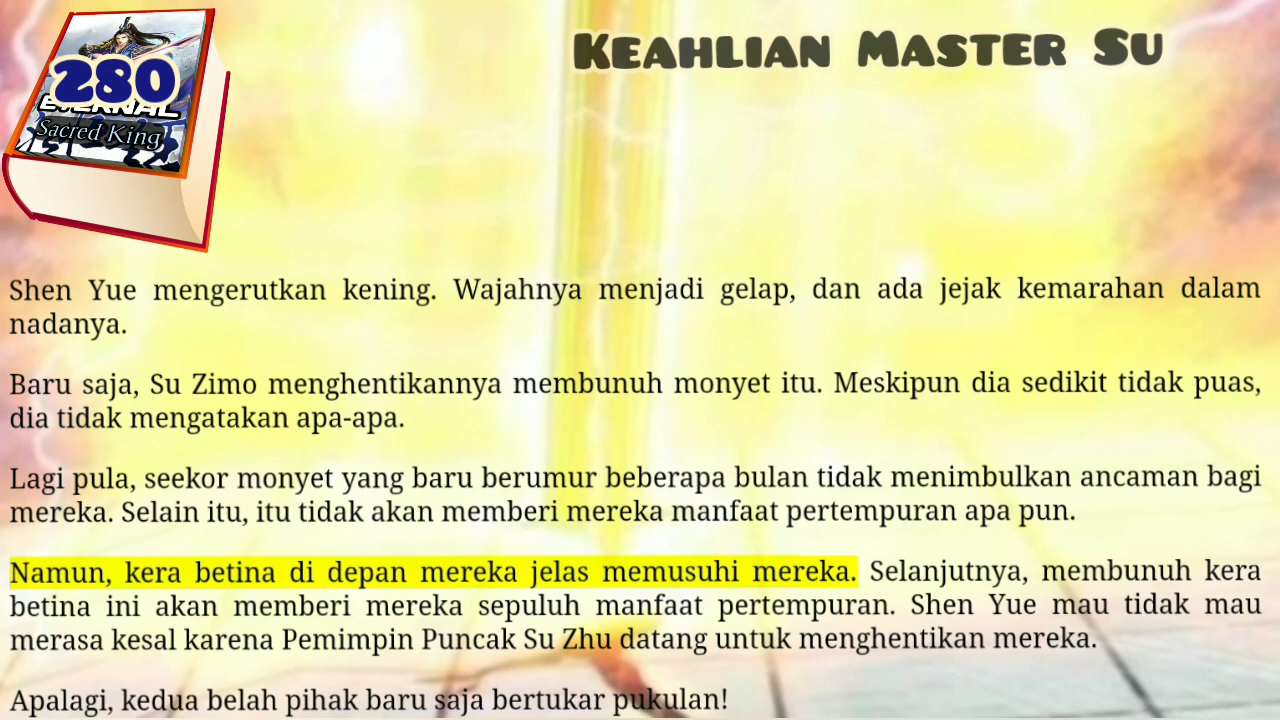 Keahlian Master Su
280
ETERNAL
Sacred King
Shen Yue mengerutkan kening. Wajahnya menjadi gelap, dan ada jejak kemarahan dalam
nadanya.
Baru saja, Su Zimo menghentikannya membunuh monyet itu. Meskipun dia sedikit tidak puas,
dia tidak mengatakan apa-apa.
Lagi pula, seekor monyet yang baru berumur beberapa bulan tidak menimbulkan ancaman bagi
mereka. Selain itu, itu tidak akan memberi mereka manfaat pertempuran apa pun.
Namun, kera betina di depan mereka jelas memusuhi mereka. Selanjutnya, membunuh kera
betina ini akan memberi mereka sepuluh manfaat pertempuran. Shen Yue mau tidak mau
merasa kesal karena Pemimpin Puncak Su Zhu datang untuk menghentikan mereka.
Apalagi, kedua belah pihak baru saja bertukar pukulan!